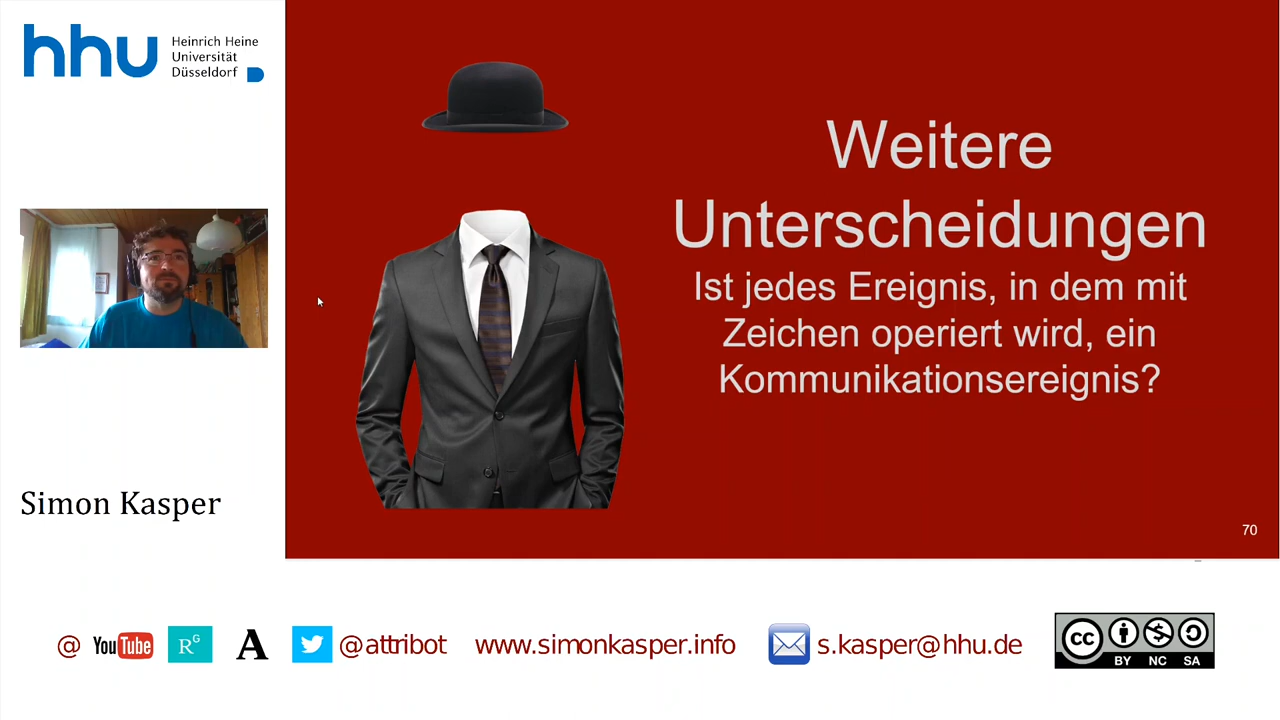 hhu
Heinrich Heine
Universität
Düsseldorf
Weitere
Unterscheidungen
Ist jedes Ereignis, in dem mit
Zeichen operiert wird, ein
Kommunikationsereignis?
Simon Kasper
70
@ YouTube RG A @attribot www.simonkasper.info s.kasper@hhu.de
cc BY NC SA